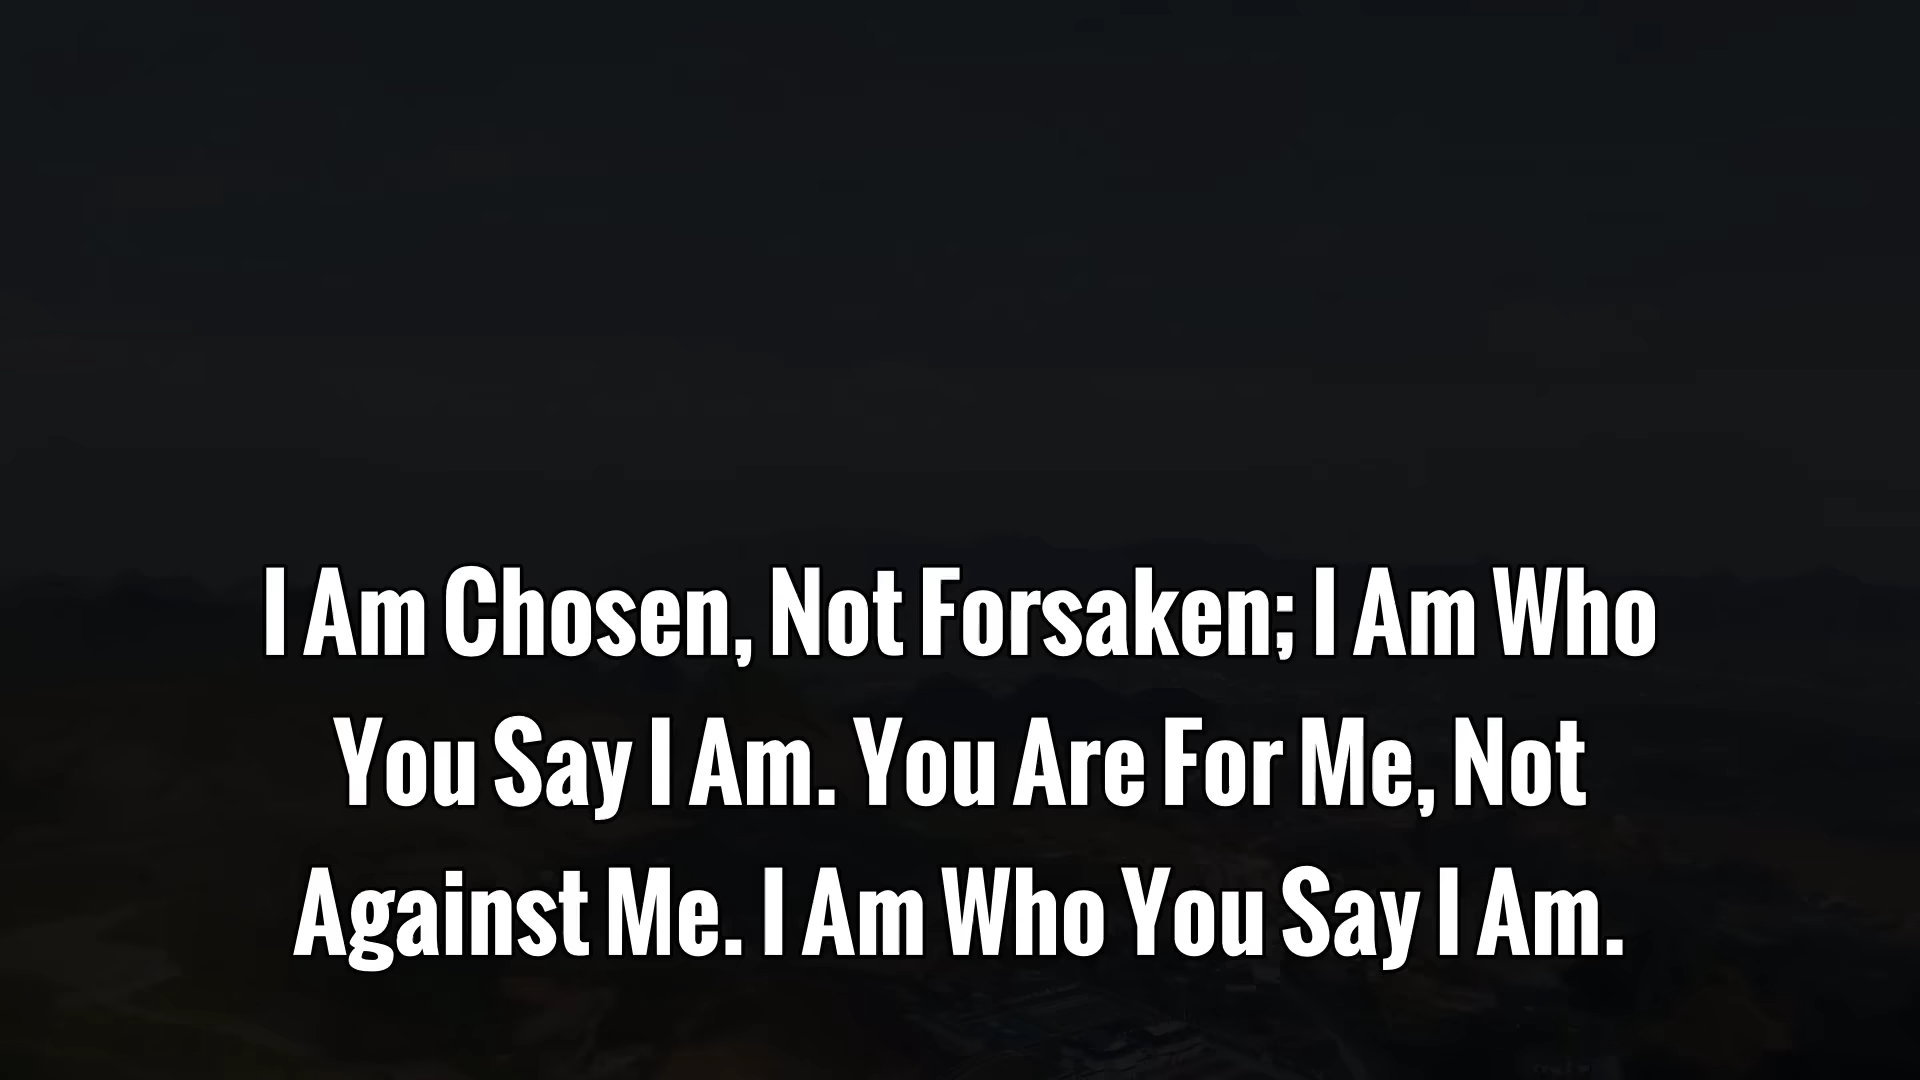 I Am Chosen, Not Forsaken; I Am Who
You Say I Am. You Are For Me, Not
Against Me. I Am Who You Say I Am.